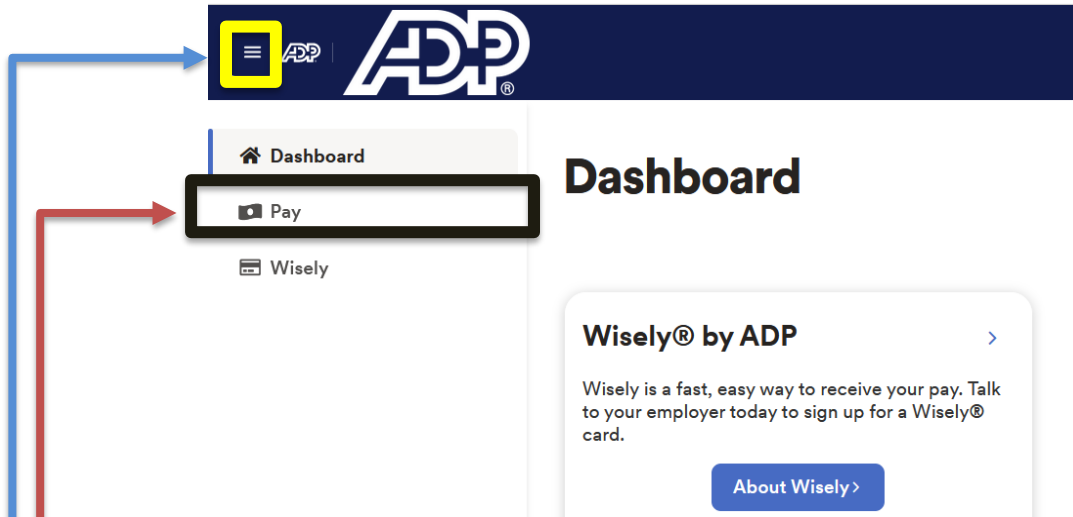 ADP
ADP®
Dashboard
Pay
Wisely
Dashboard
Wisely® by ADP
Wisely is a fast, easy way to receive your pay. Talk
to your employer today to sign up for a Wisely®
card.
About Wisely